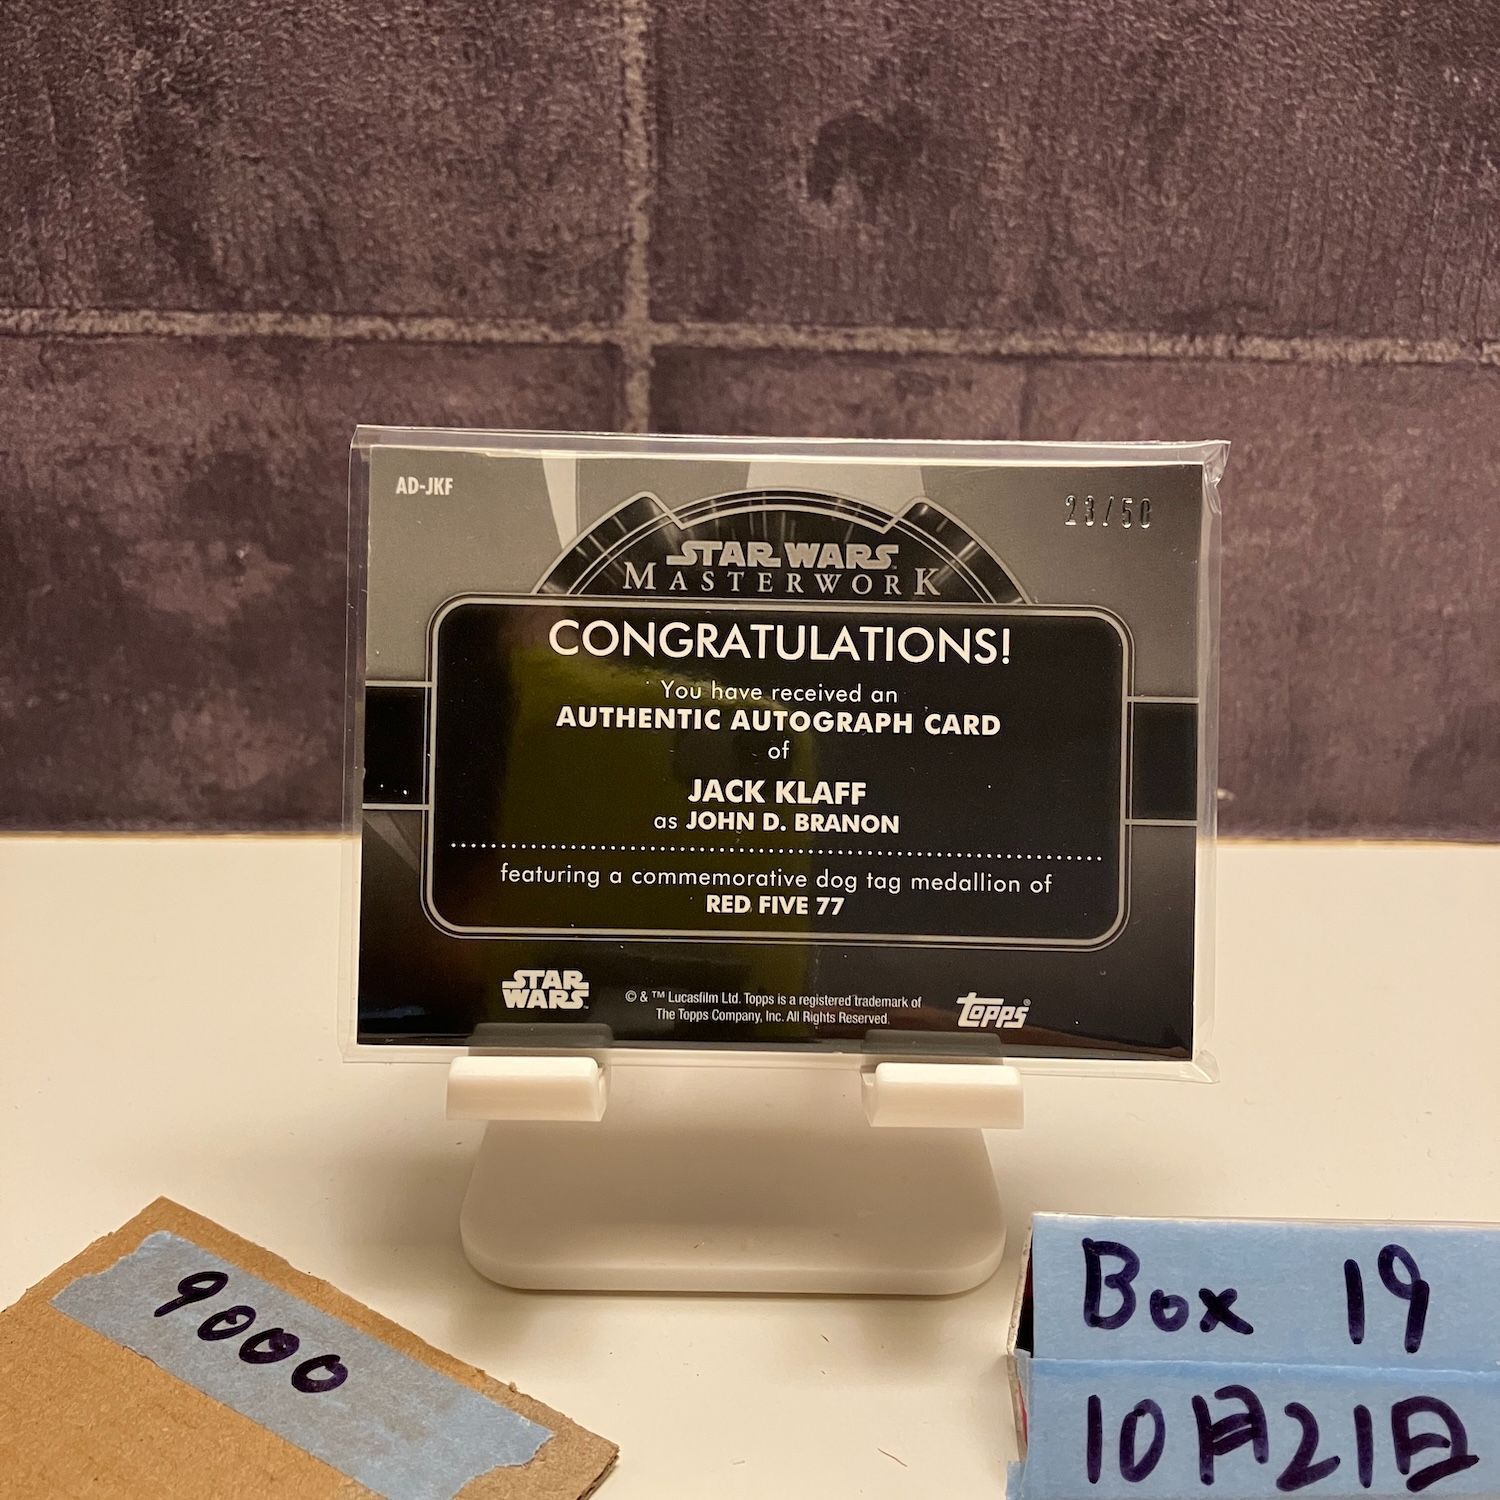 AD-JKF
23/50
STAR WARS
MASTERWORK
CONGRATULATIONS!
You have received an
AUTHENTIC AUTOGRAPH CARD
of
JACK KLAFF
as JOHN D. BRANON
featuring a commemorative dog tag medallion of
RED FIVE 77
STAR
WARS
© & ™ Lucasfilm Ltd. Topps is a registered trademark of
The Topps Company, Inc. All Rights Reserved.
Topps®
9000
Box 19
10月21日